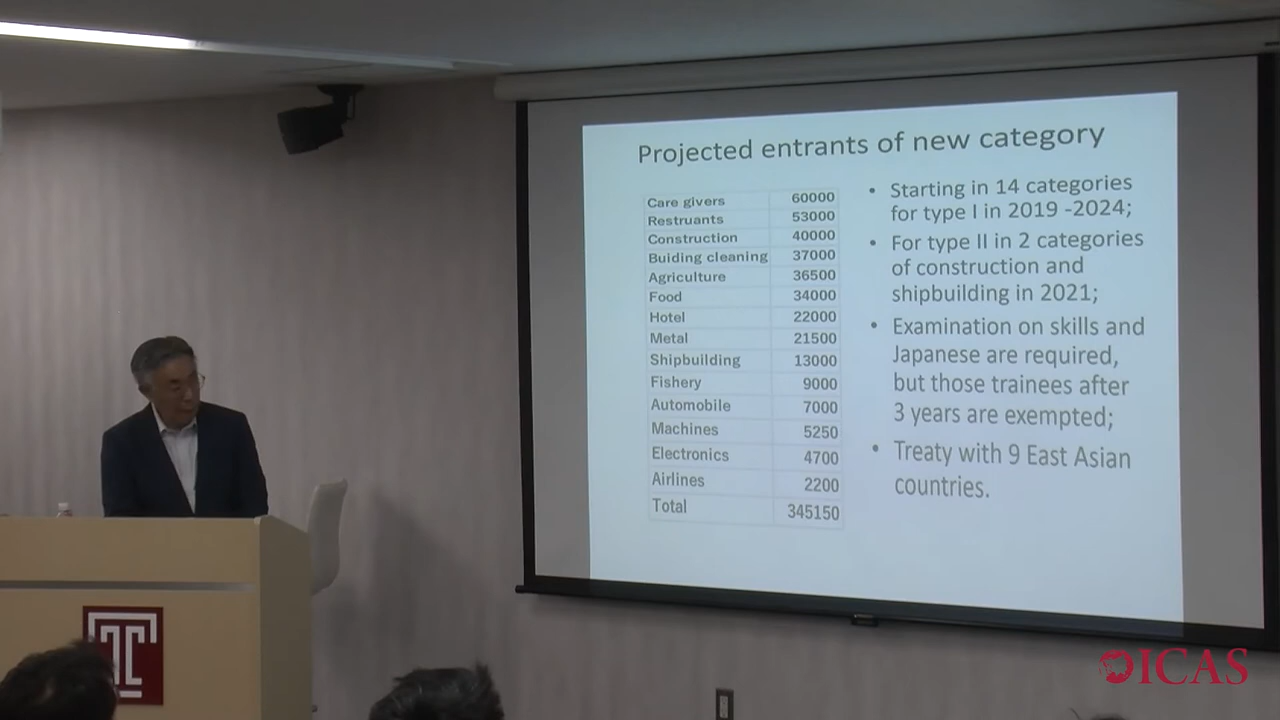 Projected entrants of new category
Care givers 60000
Restruants 53000
Construction 40000
Buiding cleaning 37000
Agriculture 36500
Food 34000
Hotel 22000
Metal 21500
Shipbuilding 13000
Fishery 9000
Automobile 7000
Machines 5250
Electronics 4700
Airlines 2200
Total 345150
• Starting in 14 categories
for type I in 2019 -2024;
• For type II in 2 categories
of construction and
shipbuilding in 2021;
• Examination on skills and
Japanese are required,
but those trainees after
3 years are exempted;
• Treaty with 9 East Asian
countries.
T
ICAS